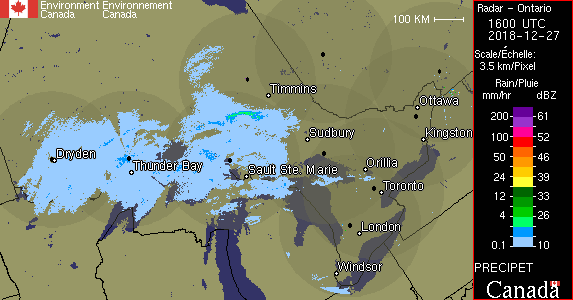 Environment Environnement
Canada Canada
100 KM
Timmins
Ottawa
Sudbury
Kingston
Dryden
Thunder Bay
Sault Ste. Marie
Orillia
Toronto
London
Windsor
Radar - Ontario
1600 UTC
2018-12-27
Scale/Échelle:
3.5 km/Pixel
Rain/Pluie
mm/hr dBZ
200 61
100 52
50 46
24 39
12 33
4 26
2 20
0.1 10
PRECIPET
Canada